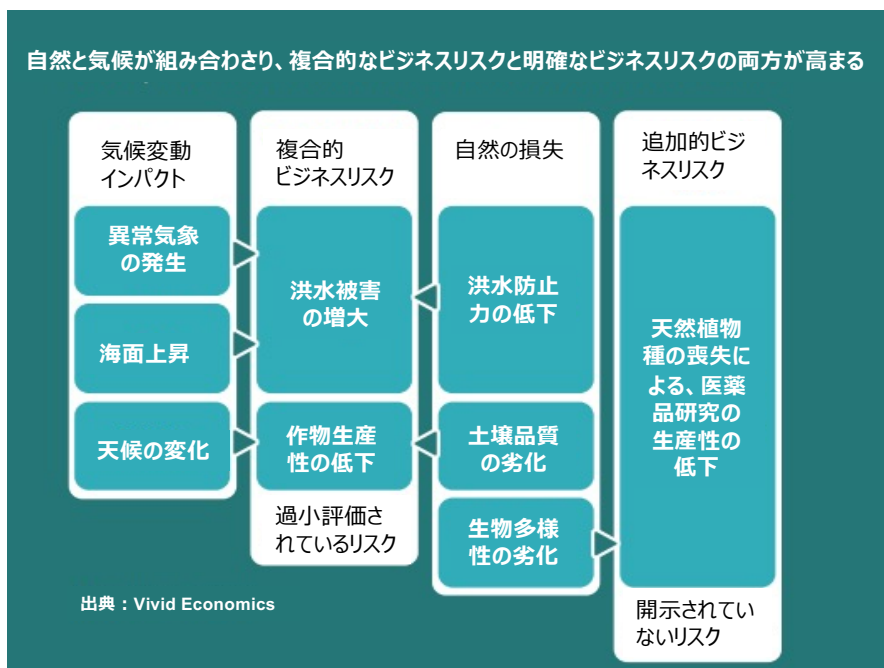 自然と気候が組み合わさり、複合的なビジネスリスクと明確なビジネスリスクの両方が高まる
気候変動
インパクト
異常気象
の発生
海面上昇
天候の変化
複合的
ビジネスリスク
洪水被害
の増大
作物生産
性の低下
過小評価さ
れているリスク
自然の損失
洪水防止
力の低下
土壌品質
の劣化
生物多様
性の劣化
追加的ビジ
ネスリスク
天然植物
種の喪失に
よる、医薬
品研究の
生産性の
低下
開示されてい
ないリスク
出典：Vivid Economics